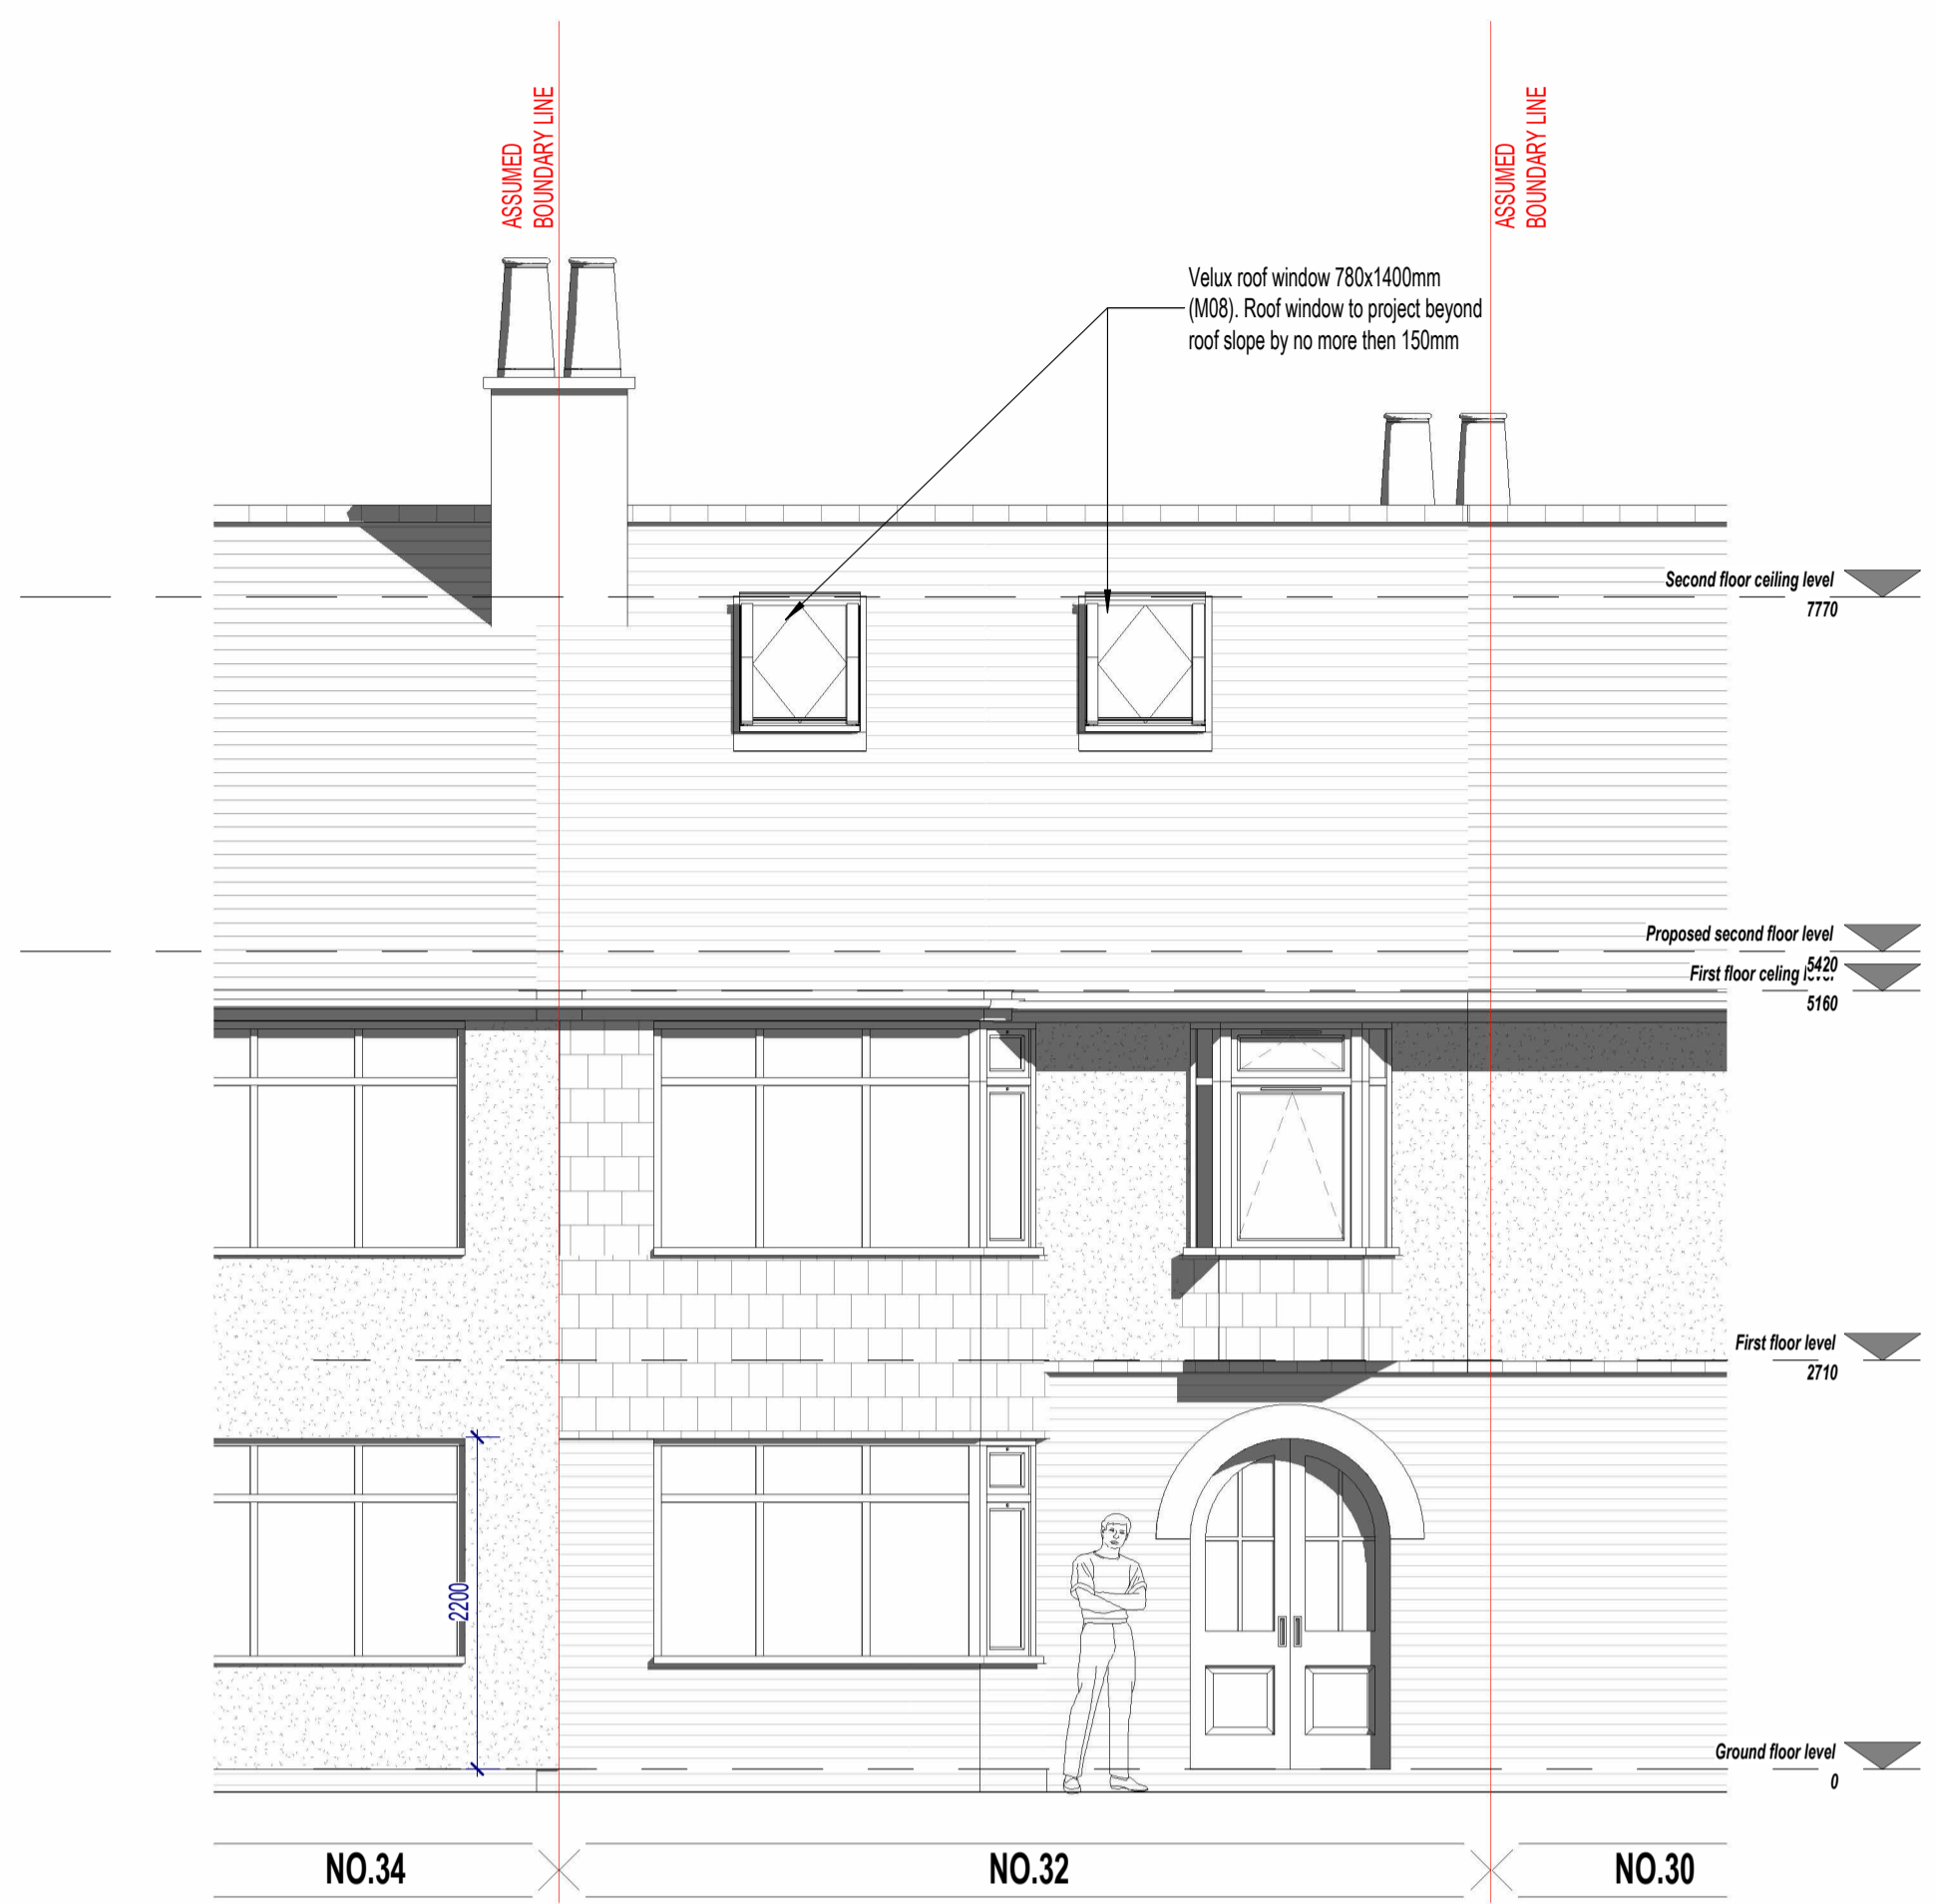 ASSUMED
BOUNDARY LINE
ASSUMED
BOUNDARY LINE
Velux roof window 780x1400mm
(M08). Roof window to project beyond
roof slope by no more then 150mm
Second floor ceiling level
7770
Proposed second floor level
5420
First floor celing
5160
First floor level
2710
2200
Ground floor level
0
NO.34
NO.32
NO.30